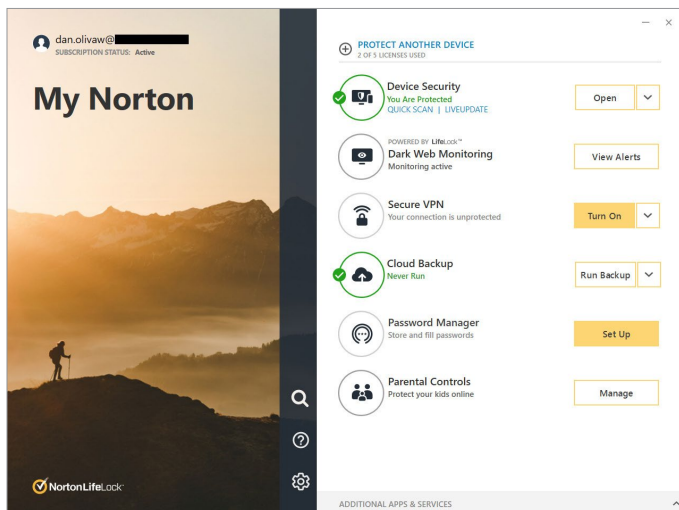 dan.olivaw@
SUBSCRIPTION STATUS: Active
My Norton
NortonLifeLock
PROTECT ANOTHER DEVICE
2 OF 5 LICENSES USED
Device Security
You Are Protected
QUICK SCAN | LIVEUPDATE
Open
POWERED BY LifeLock™
Dark Web Monitoring
Monitoring active
View Alerts
Secure VPN
Your connection is unprotected
Turn On
Cloud Backup
Never Run
Run Backup
Password Manager
Store and fill passwords
Set Up
Parental Controls
Protect your kids online
Manage
ADDITIONAL APPS & SERVICES